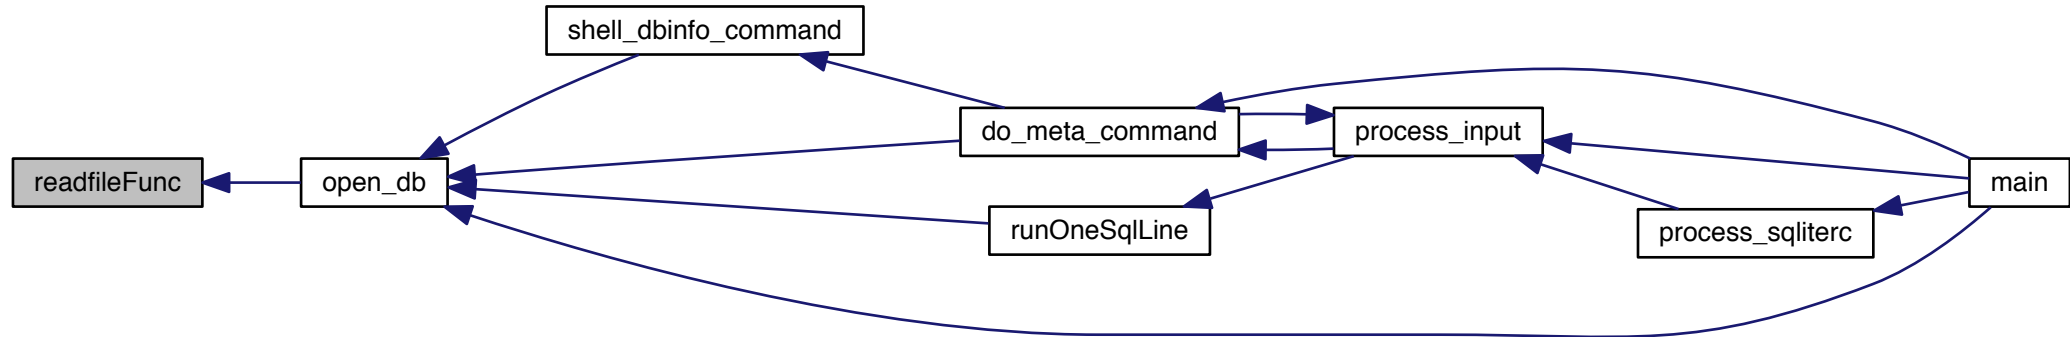 shell_dbinfo_command
do_meta_command
process_input
readfileFunc
open_db
main
runOneSqlLine
process_sqliterc